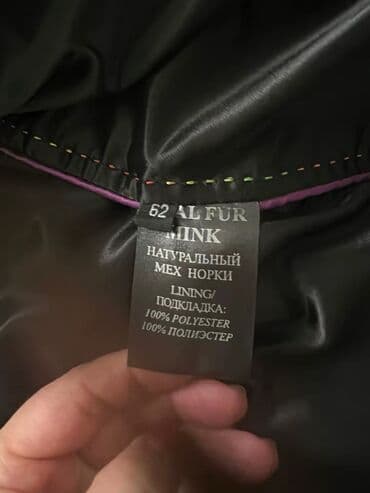 62
AL FUR
MINK
НАТУРАЛЬНЫЙ
МЕХ НОРКИ
LINING/
ПОДКЛАДКА:
100% POLYESTER
100% ПОЛИЭСТЕР